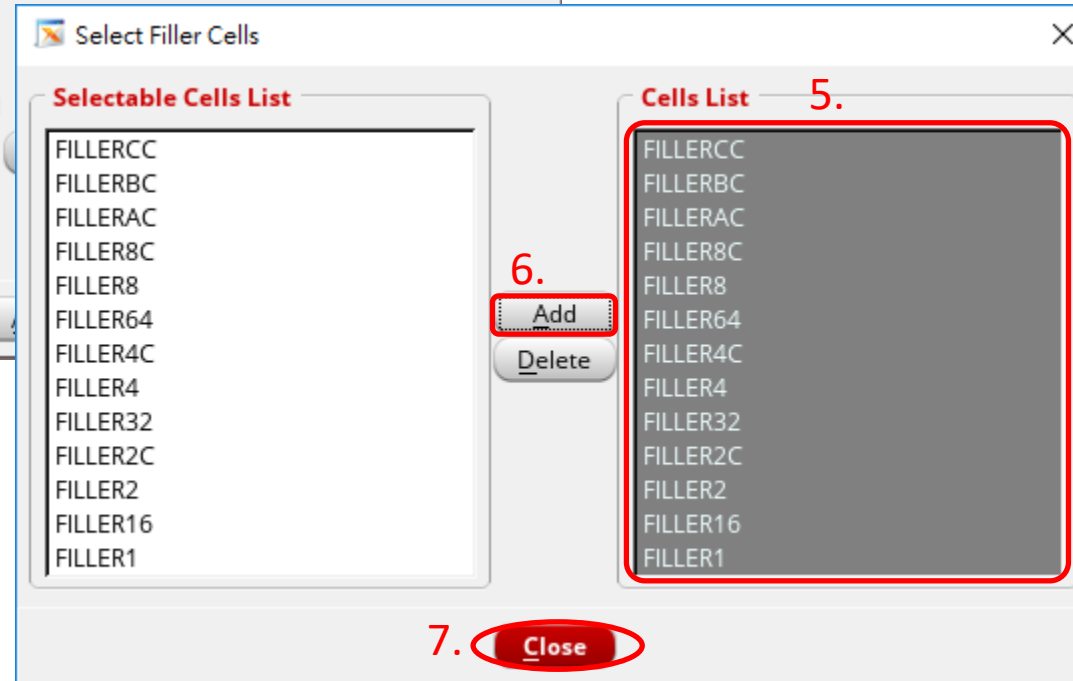 Select Filler Cells
Selectable Cells List
FILLERCC
FILLERBC
FILLERAC
FILLER8C
FILLER8
FILLER64
FILLER4C
FILLER4
FILLER32
FILLER2C
FILLER2
FILLER16
FILLER1
6.
Add
Delete
Cells List 5.
FILLERCC
FILLERBC
FILLERAC
FILLER8C
FILLER8
FILLER64
FILLER4C
FILLER4
FILLER32
FILLER2C
FILLER2
FILLER16
FILLER1
7. Close